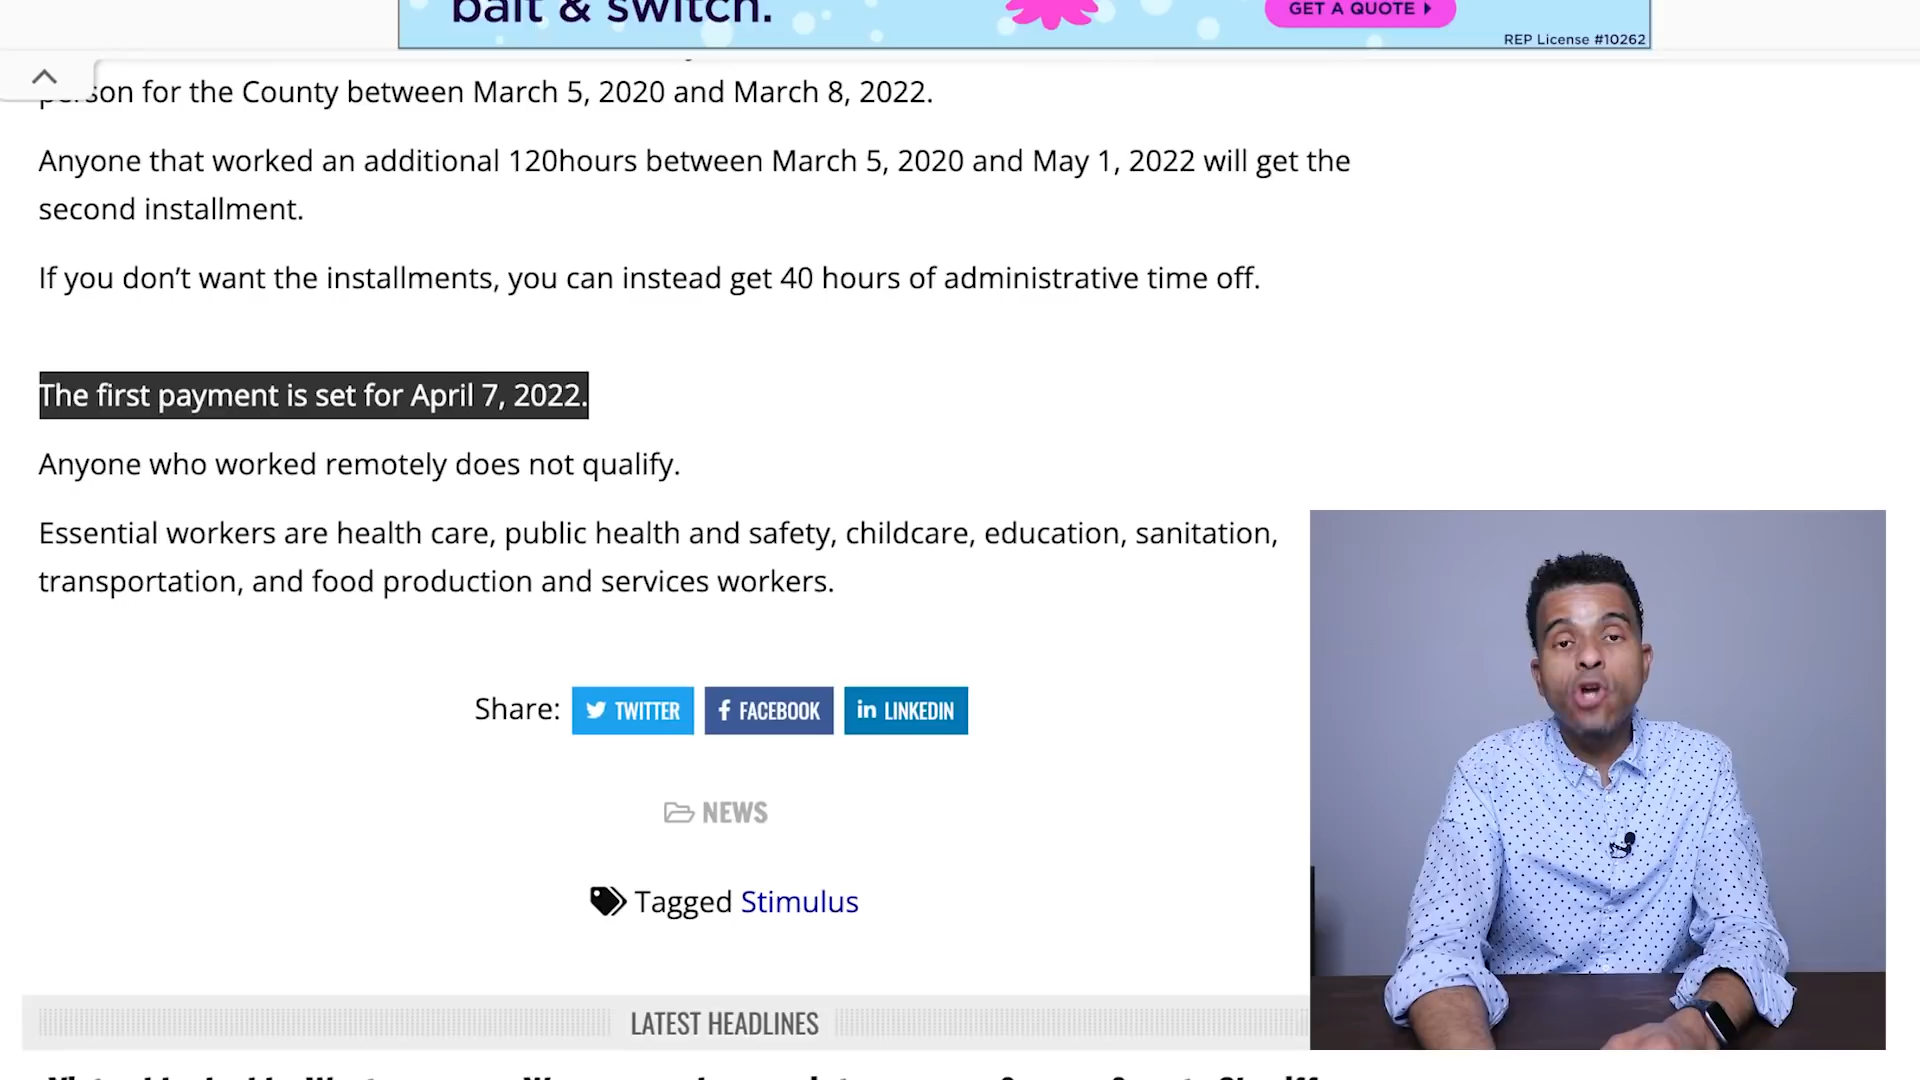 bait & switch.
GET A QUOTE
REP License #10262
person for the County between March 5, 2020 and March 8, 2022.
Anyone that worked an additional 120hours between March 5, 2020 and May 1, 2022 will get the
second installment.
If you don’t want the installments, you can instead get 40 hours of administrative time off.
The first payment is set for April 7, 2022.
Anyone who worked remotely does not qualify.
Essential workers are health care, public health and safety, childcare, education, sanitation,
transportation, and food production and services workers.
Share: TWITTER FACEBOOK LINKEDIN
NEWS
Tagged Stimulus
LATEST HEADLINES